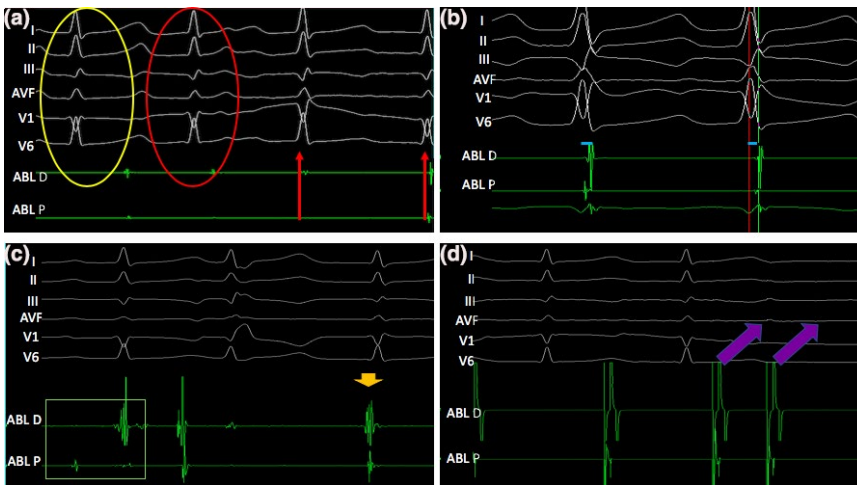 (a)
I
II
III
AVF
V1
V6
ABL D
ABL P
(b)
I
II
III
AVF
V1
V6
ABL D
ABL P
(c)
I
II
III
AVF
V1
V6
ABL D
ABL P
(d)
I
II
III
AVF
V1
V6
ABL D
ABL P